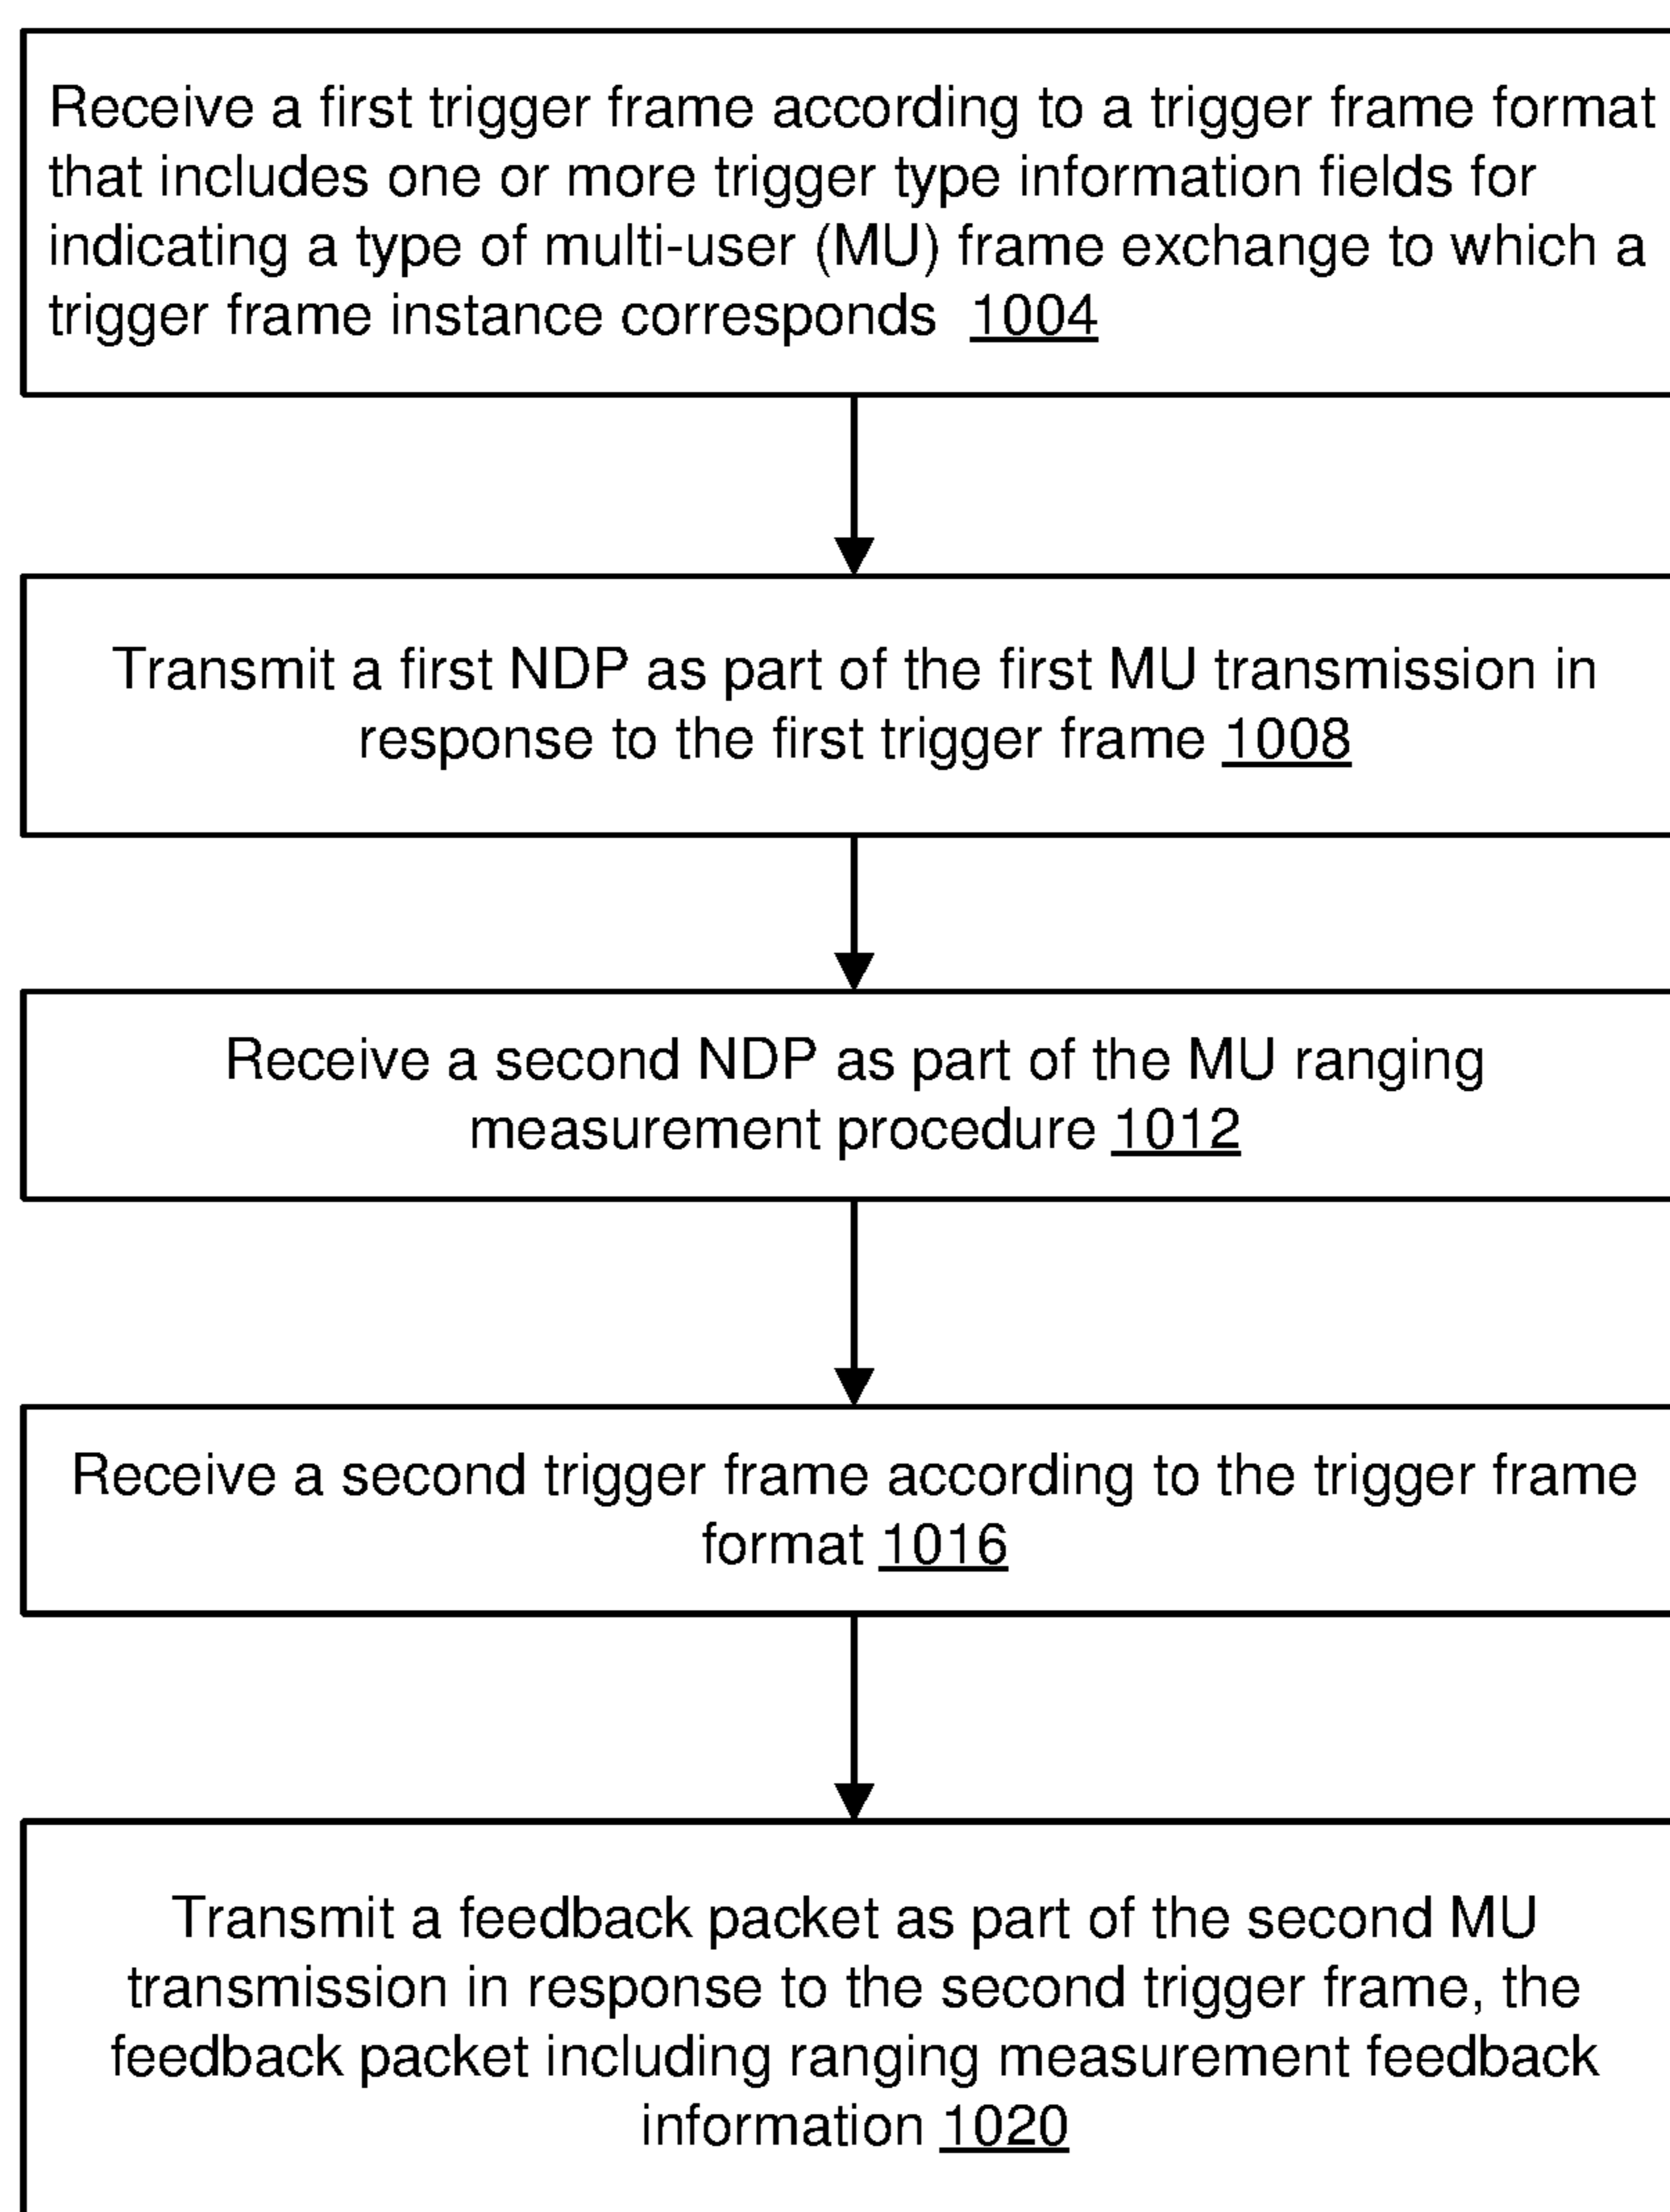 Receive a first trigger frame according to a trigger frame format
that includes one or more trigger type information fields for
indicating a type of multi-user (MU) frame exchange to which a
trigger frame instance corresponds 1004
Transmit a first NDP as part of the first MU transmission in
response to the first trigger frame 1008
Receive a second NDP as part of the MU ranging
measurement procedure 1012
Receive a second trigger frame according to the trigger frame
format 1016
Transmit a feedback packet as part of the second MU
transmission in response to the second trigger frame, the
feedback packet including ranging measurement feedback
information 1020